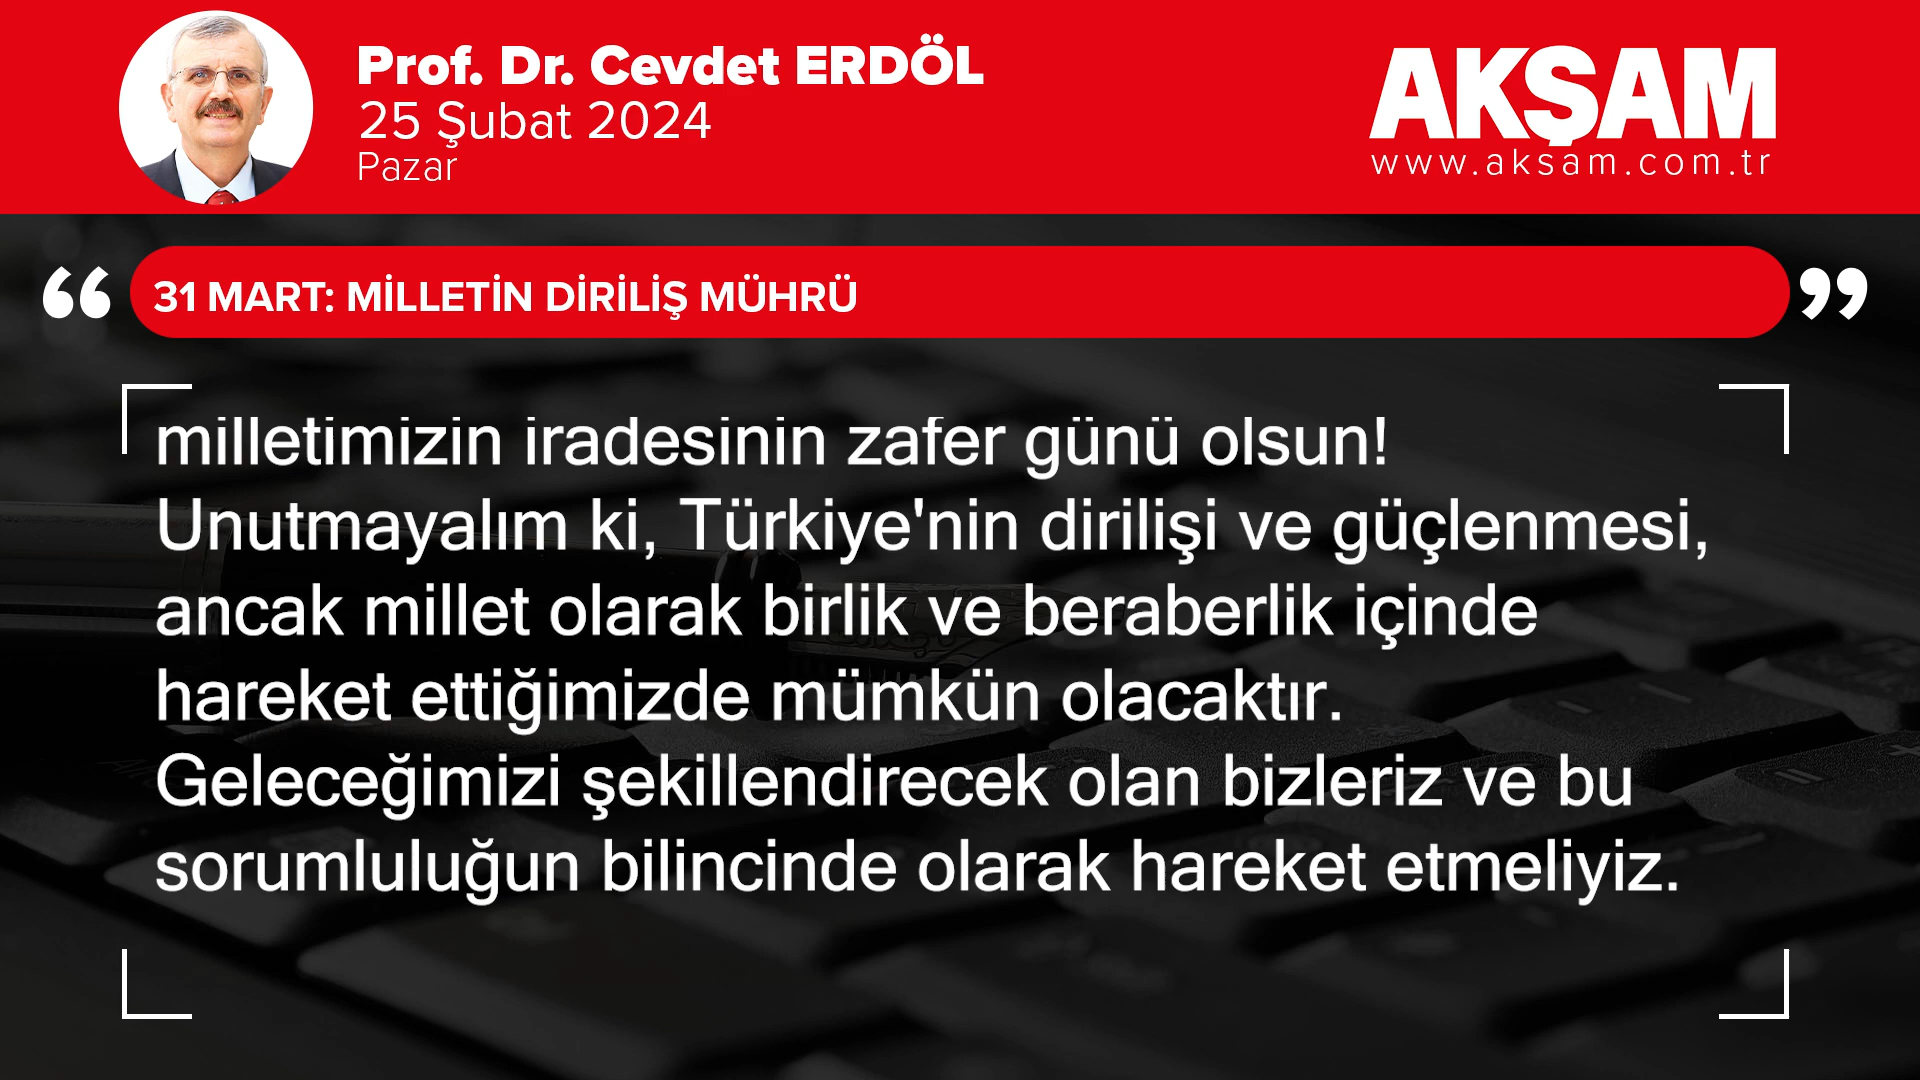 Prof. Dr. Cevdet ERDÖL
25 Şubat 2024
Pazar
AKŞAM
www.aksam.com.tr
“ 31 MART: MİLLETİN DİRİLİŞ MÜHRÜ ”
milletimizin iradesinin zafer günü olsun!
Unutmayalım ki, Türkiye'nin dirilişi ve güçlenmesi,
ancak millet olarak birlik ve beraberlik içinde
hareket ettiğimizde mümkün olacaktır.
Geleceğimizi şekillendirecek olan bizleriz ve bu
sorumluluğun bilincinde olarak hareket etmeliyiz.